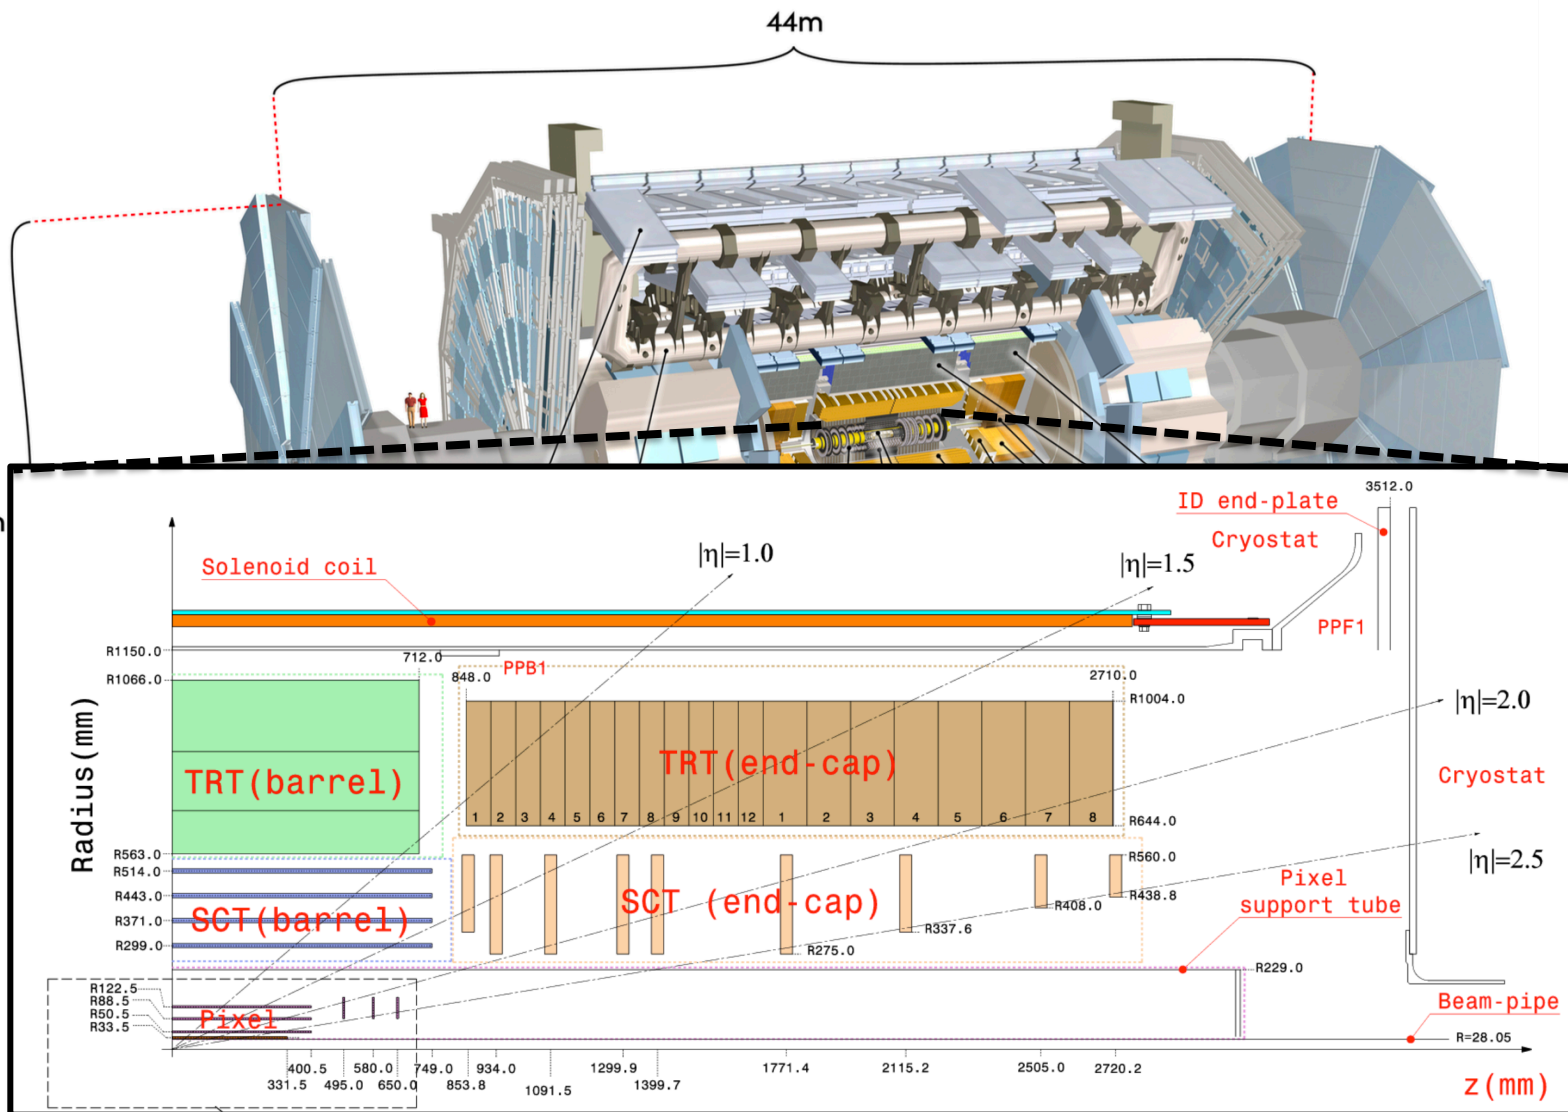 44m
3512.0
ID end-plate
Cryostat
|η|=1.0
|η|=1.5
Solenoid coil
PPF1
R1150.0
712.0
PPB1
R1066.0
848.0
2710.0
R1004.0
|η|=2.0
Radius(mm)
TRT(barrel)
TRT(end-cap)
Cryostat
1 2 3 4 5 6 7 8 9 10 11 12 1 2 3 4 5 6 7 8
R644.0
R563.0
R560.0
|η|=2.5
R514.0
Pixel
support tube
R443.0
SCT(barrel)
SCT (end-cap)
R438.8
R408.0
R371.0
R337.6
R299.0
R275.0
R229.0
R122.5
R88.5
Pixel
R50.5
R33.5
Beam-pipe
R=28.05
400.5 580.0 749.0 934.0 1299.9 1771.4 2115.2 2505.0 2720.2
331.5 495.0 650.0 853.8 1091.5 1399.7
z(mm)